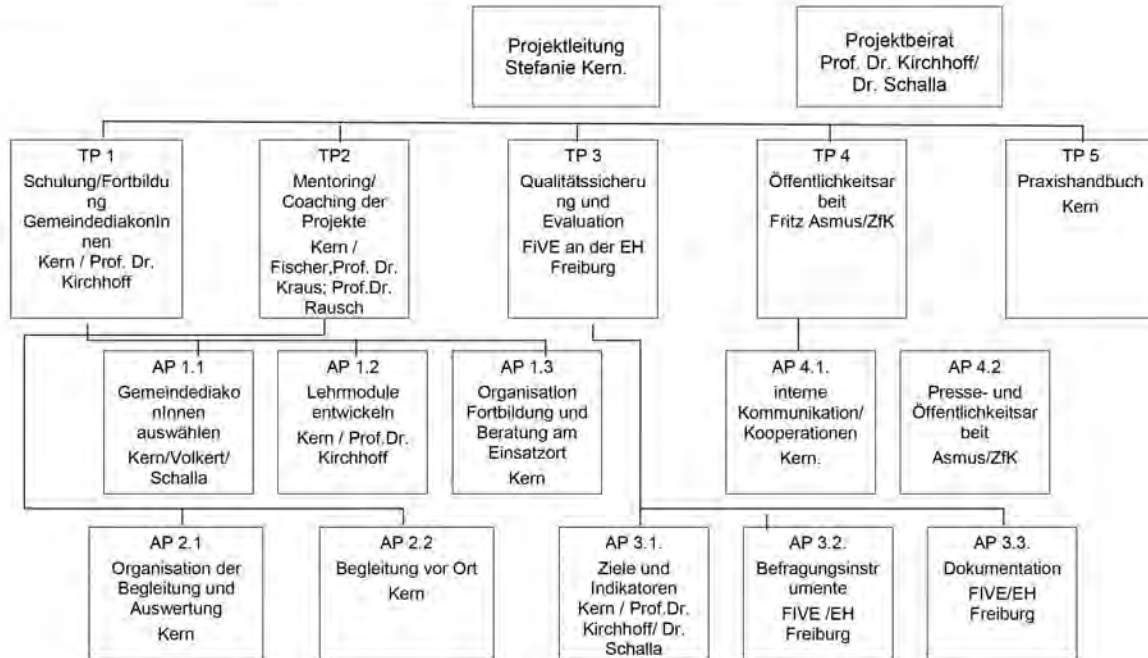 Projektleitung
Stefanie Kern.
Projektbeirat
Prof. Dr. Kirchhoff/
Dr. Schalla
TP 1
Schulung/Fortbildu
ng
GemeindediakonIn
nen
Kern / Prof. Dr.
Kirchhoff
TP2
Mentoring/
Coaching der
Projekte
Kern /
Fischer,Prof. Dr.
Kraus; Prof.Dr.
Rausch
TP 3
Qualitätssicheru
ng und
Evaluation
FiVE an der EH
Freiburg
TP 4
Öffentlichkeitsar
beit
Fritz Asmus/ZfK
TP 5
Praxishandbuch
Kern
AP 1.1
Gemeindediako
nInnen
auswählen
Kern/Volkert/
Schalla
AP 1.2
Lehrmodule
entwickeln
Kern / Prof.Dr.
Kirchhoff
AP 1.3
Organisation
Fortbildung und
Beratung am
Einsatzort
Kern
AP 4.1.
interne
Kommunikation/
Kooperationen
Kern.
AP 4.2
Presse- und
Öffentlichkeitsar
beit
Asmus/ZfK
AP 2.1
Organisation der
Begleitung und
Auswertung
Kern
AP 2.2
Begleitung vor Ort
Kern
AP 3.1.
Ziele und
Indikatoren
Kern / Prof.Dr.
Kirchhoff/ Dr.
Schalla
AP 3.2.
Befragungsinstr
umente
FIVE /EH
Freiburg
AP 3.3.
Dokumentation
FIVE/EH
Freiburg